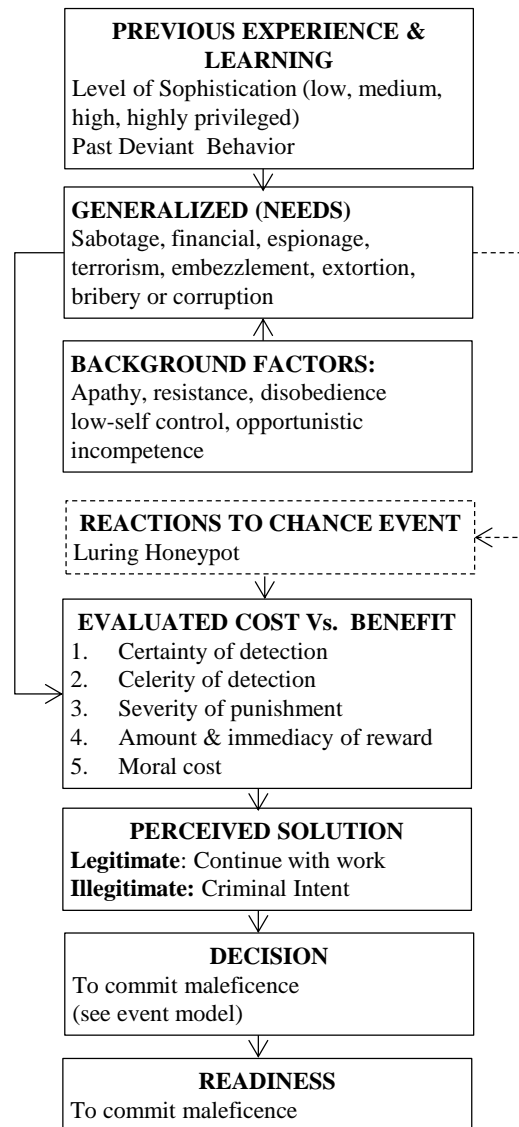 PREVIOUS EXPERIENCE &
LEARNING
Level of Sophistication (low, medium,
high, highly privileged)
Past Deviant Behavior
GENERALIZED (NEEDS)
Sabotage, financial, espionage,
terrorism, embezzlement, extortion,
bribery or corruption
BACKGROUND FACTORS:
Apathy, resistance, disobedience
low-self control, opportunistic
incompetence
REACTIONS TO CHANCE EVENT
Luring Honeypot
EVALUATED COST Vs. BENEFIT
1. Certainty of detection
2. Celerity of detection
3. Severity of punishment
4. Amount & immediacy of reward
5. Moral cost
PERCEIVED SOLUTION
Legitimate: Continue with work
Illegitimate: Criminal Intent
DECISION
To commit maleficence
(see event model)
READINESS
To commit maleficence